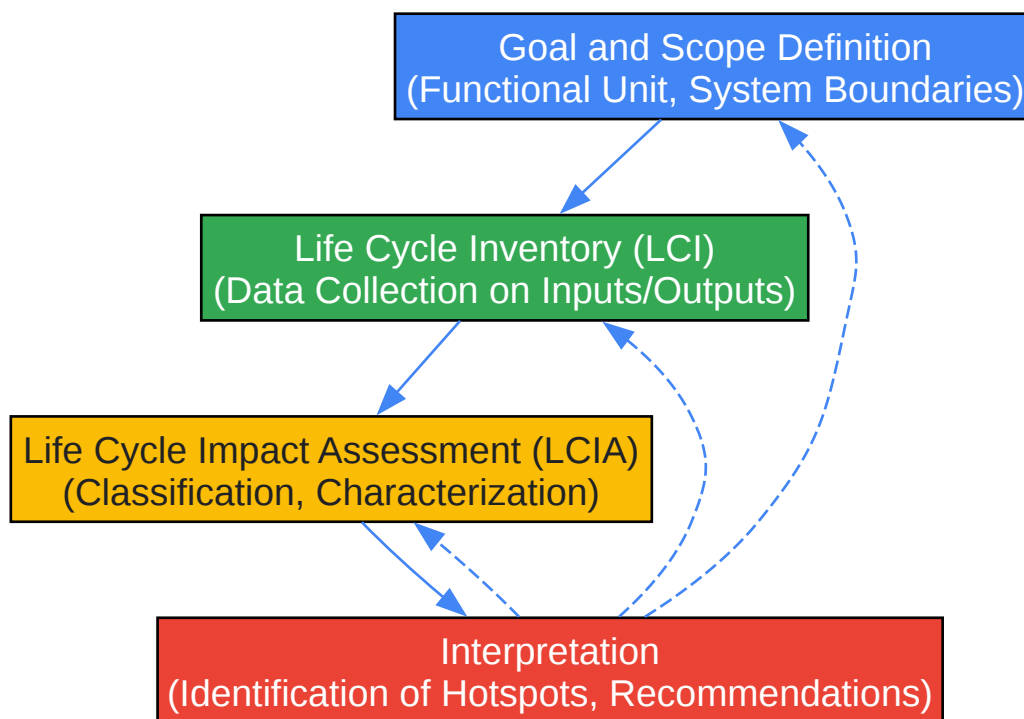 Goal and Scope Definition
(Functional Unit, System Boundaries)
Life Cycle Inventory (LCI)
(Data Collection on Inputs/Outputs)
Life Cycle Impact Assessment (LCIA)
(Classification, Characterization)
Interpretation
(Identification of Hotspots, Recommendations)